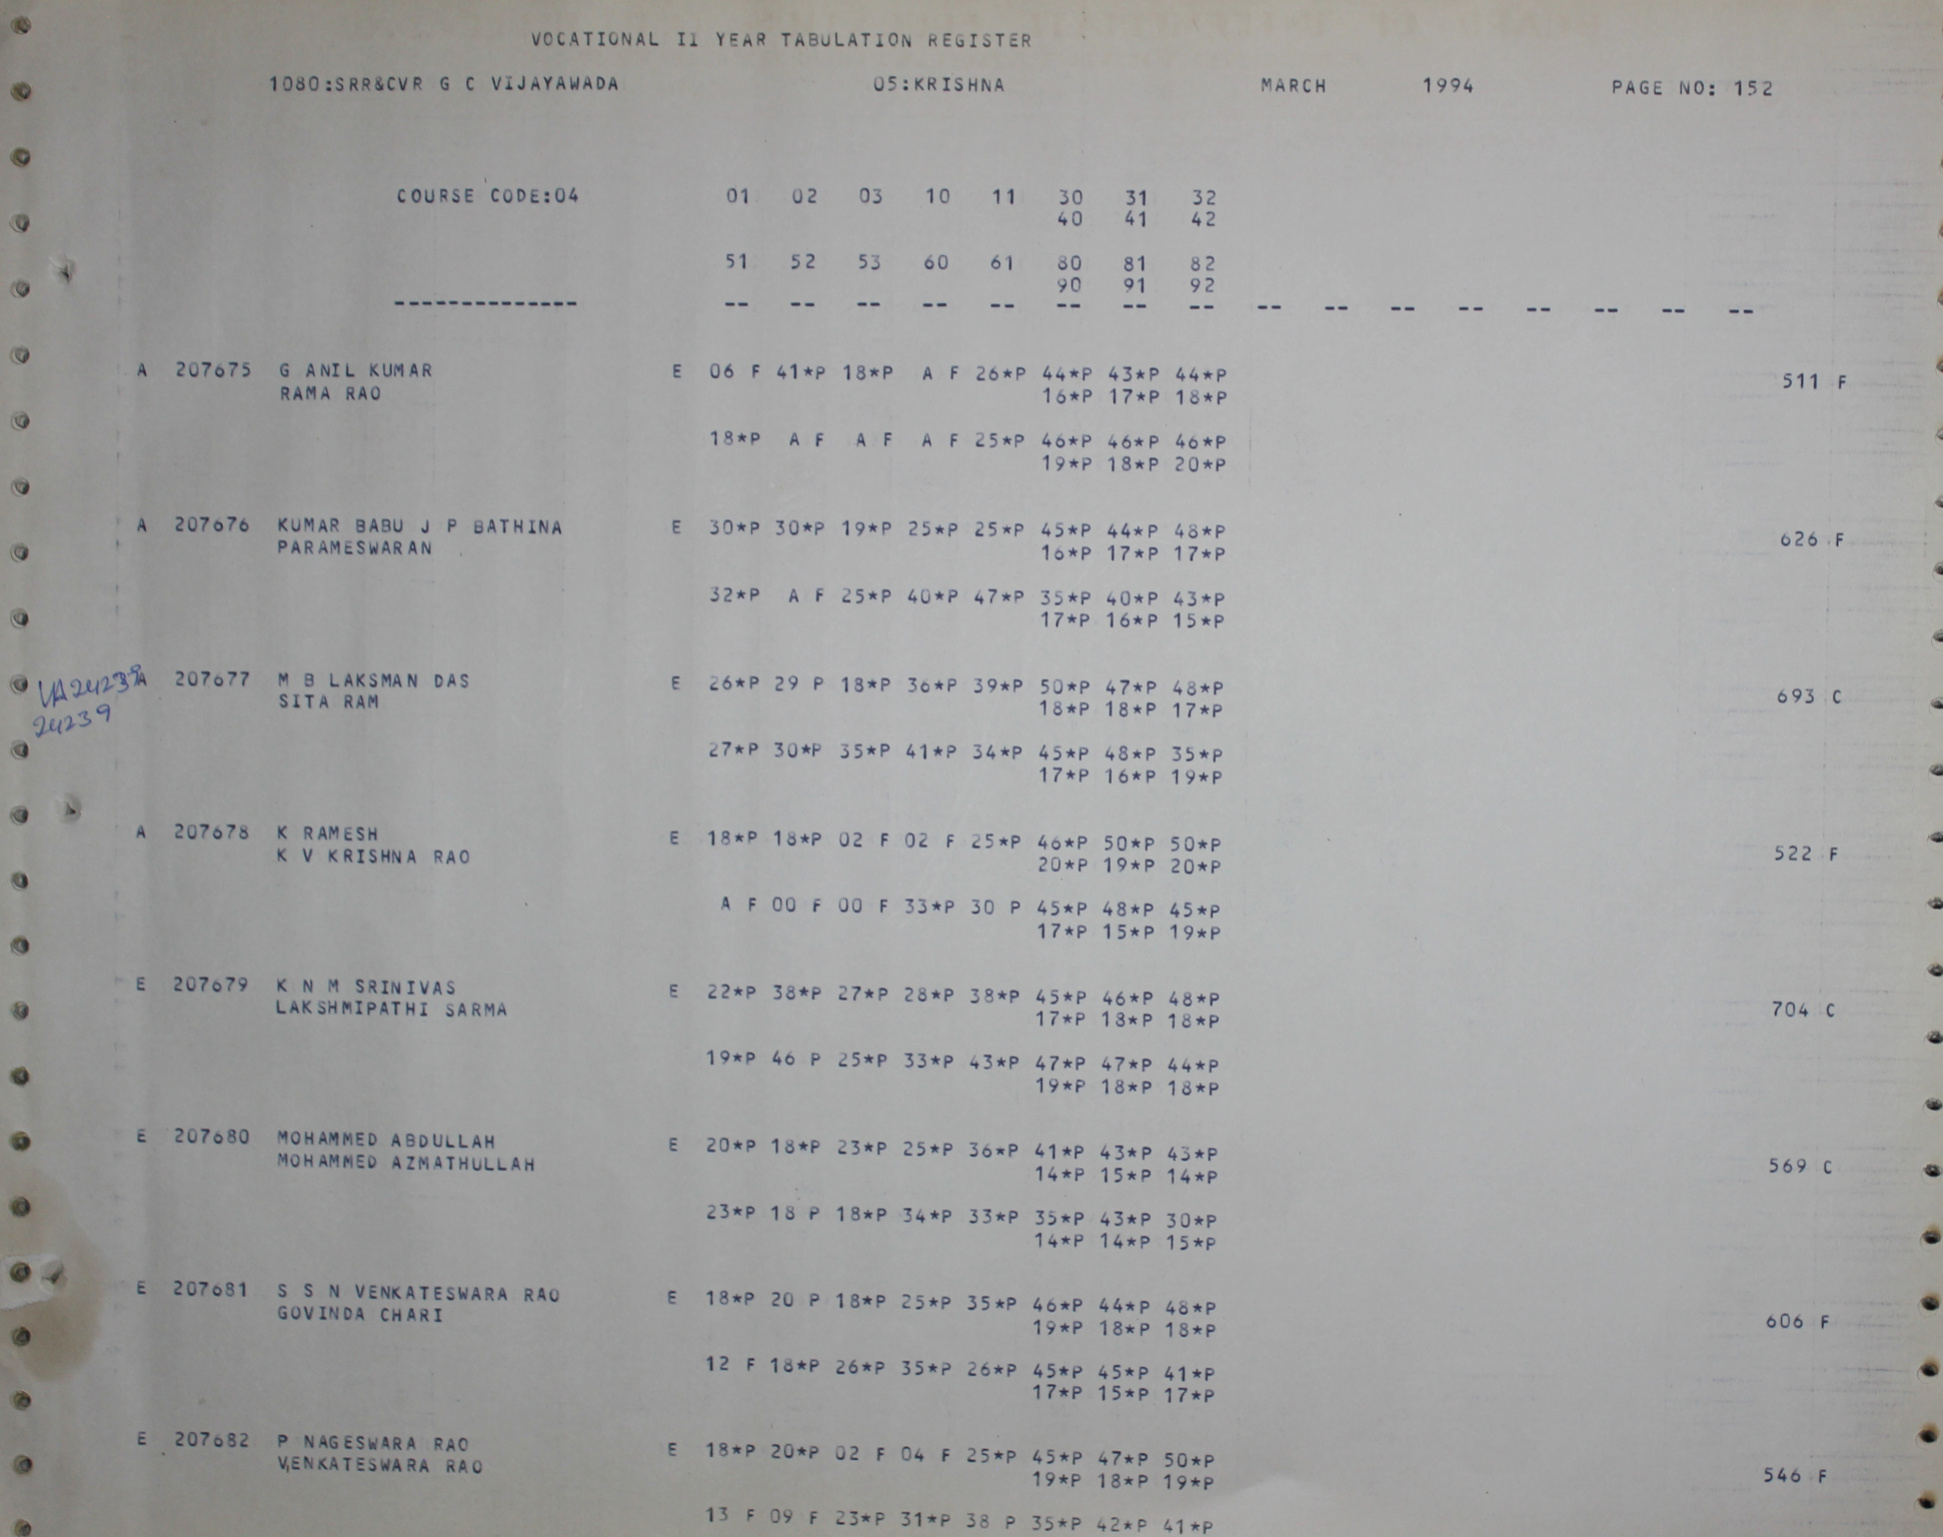 VOCATIONAL II YEAR TABULATION REGISTER
1080:SRR&CVR G C VIJAYAWADA 05:KRISHNA MARCH 1994 PAGE NO: 152
COURSE CODE:04 01 02 03 10 11 30 31 32
40 41 42
51 52 53 60 61 80 81 82
90 91 92
-------------- -- -- -- -- -- -- -- -- -- -- -- -- -- -- -- --
A 207675 G ANIL KUMAR E 06 F 41*P 18*P A F 26*P 44*P 43*P 44*P 511 F
RAMA RAO 16*P 17*P 18*P
18*P A F A F A F 25*P 46*P 46*P 46*P
19*P 18*P 20*P
A 207676 KUMAR BABU J P BATHINA E 30*P 30*P 19*P 25*P 25*P 45*P 44*P 48*P 626 F
PARAMESWARAN 16*P 17*P 17*P
32*P A F 25*P 40*P 47*P 35*P 40*P 43*P
17*P 16*P 15*P
VA24239 A 207677 M B LAKSMAN DAS E 26*P 29 P 18*P 36*P 39*P 50*P 47*P 48*P 693 C
24239 SITA RAM 18*P 18*P 17*P
27*P 30*P 35*P 41*P 34*P 45*P 48*P 35*P
17*P 16*P 19*P
A 207678 K RAMESH E 18*P 18*P 02 F 02 F 25*P 46*P 50*P 50*P 522 F
K V KRISHNA RAO 20*P 19*P 20*P
A F 00 F 00 F 33*P 30 P 45*P 48*P 45*P
17*P 15*P 19*P
E 207679 K N M SRINIVAS E 22*P 38*P 27*P 28*P 38*P 45*P 46*P 48*P 704 C
LAKSHMIPATHI SARMA 17*P 18*P 18*P
19*P 46 P 25*P 33*P 43*P 47*P 47*P 44*P
19*P 18*P 18*P
E 207680 MOHAMMED ABDULLAH E 20*P 18*P 23*P 25*P 36*P 41*P 43*P 43*P 569 C
MOHAMMED AZMATHULLAH 14*P 15*P 14*P
23*P 18 P 18*P 34*P 33*P 35*P 43*P 30*P
14*P 14*P 15*P
E 207681 S S N VENKATESWARA RAO E 18*P 20 P 18*P 25*P 35*P 46*P 44*P 48*P 606 F
GOVINDA CHARI 19*P 18*P 18*P
12 F 18*P 26*P 35*P 26*P 45*P 45*P 41*P
17*P 15*P 17*P
E 207682 P NAGESWARA RAO E 18*P 20*P 02 F 04 F 25*P 45*P 47*P 50*P 546 F
VENKATESWARA RAO 19*P 18*P 19*P
13 F 09 F 23*P 31*P 38 P 35*P 42*P 41*P